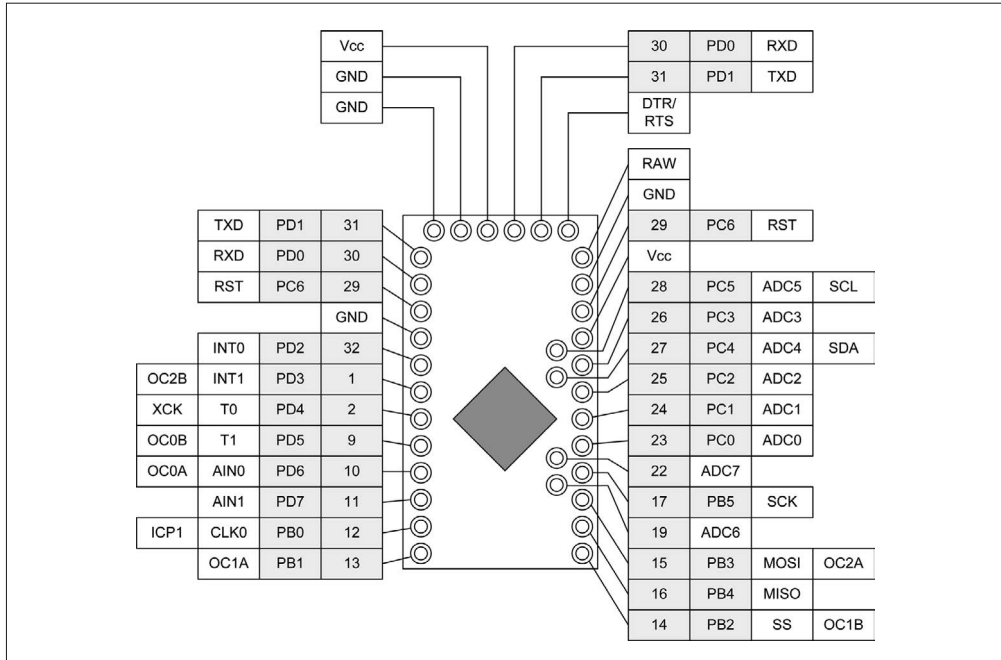 Vcc
GND
GND
30 PD0 RXD
31 PD1 TXD
DTR/
RTS
RAW
GND
29 PC6 RST
Vcc
28 PC5 ADC5 SCL
26 PC3 ADC3
27 PC4 ADC4 SDA
25 PC2 ADC2
24 PC1 ADC1
23 PC0 ADC0
22 ADC7
17 PB5 SCK
19 ADC6
15 PB3 MOSI OC2A
16 PB4 MISO
14 PB2 SS OC1B
TXD PD1 31
RXD PD0 30
RST PC6 29
GND
INT0 PD2 32
OC2B INT1 PD3 1
XCK T0 PD4 2
OC0B T1 PD5 9
OC0A AIN0 PD6 10
AIN1 PD7 11
ICP1 CLK0 PB0 12
OC1A PB1 13